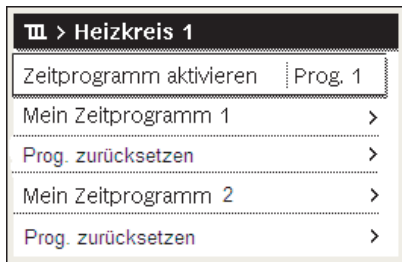 > Heizkreis 1
Zeitprogramm aktivieren Prog. 1
Mein Zeitprogramm 1 >
Prog. zurücksetzen >
Mein Zeitprogramm 2 >
Prog. zurücksetzen >